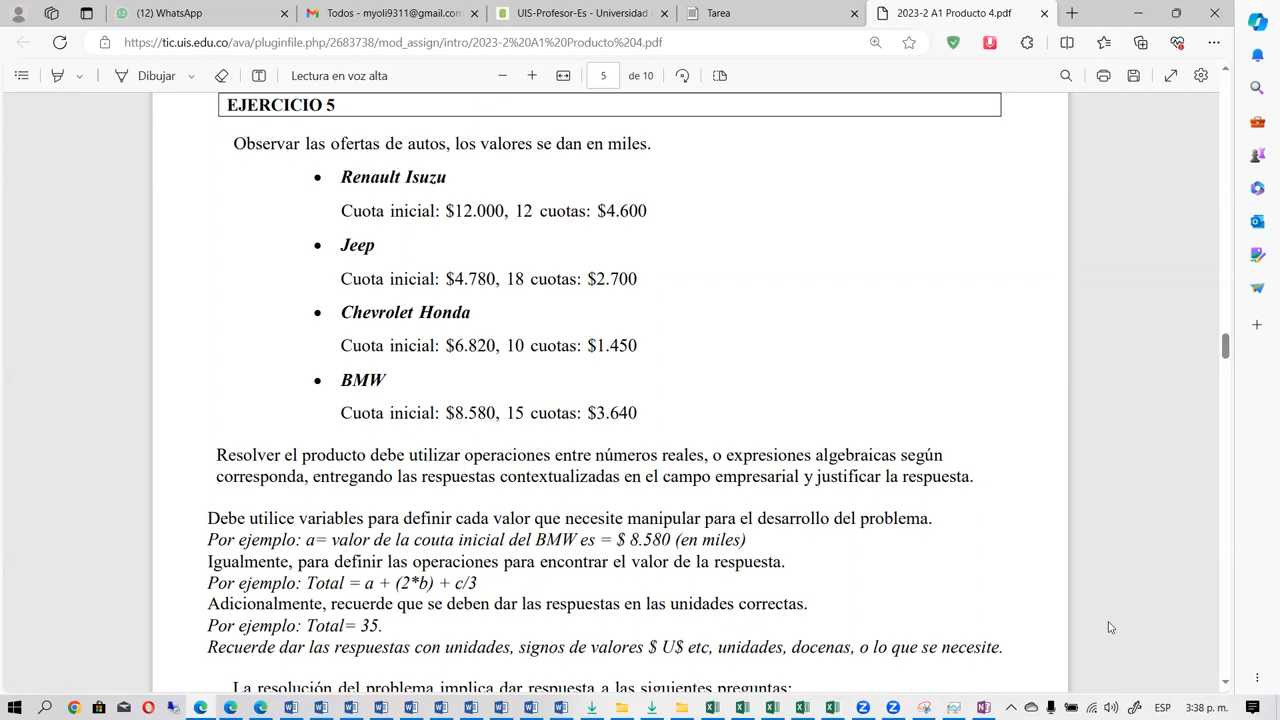 (12) WhatsApp
Todos - myoli9311@gmail.com
UIS-Profesor-Es - Universidad
Tarea
2023-2 A1 Producto 4.pdf
https://tic.uis.edu.co/ava/pluginfile.php/2683738/mod_assign/intro/2023-2%20A1%20Producto%204.pdf
Dibujar
Lectura en voz alta
5
de 10
EJERCICIO 5
Observar las ofertas de autos, los valores se dan en miles.
• Renault Isuzu
Cuota inicial: $12.000, 12 cuotas: $4.600
• Jeep
Cuota inicial: $4.780, 18 cuotas: $2.700
• Chevrolet Honda
Cuota inicial: $6.820, 10 cuotas: $1.450
• BMW
Cuota inicial: $8.580, 15 cuotas: $3.640
Resolver el producto debe utilizar operaciones entre números reales, o expresiones algebraicas según
corresponda, entregando las respuestas contextualizadas en el campo empresarial y justificar la respuesta.
Debe utilice variables para definir cada valor que necesite manipular para el desarrollo del problema.
Por ejemplo: a= valor de la couta inicial del BMW es = $ 8.580 (en miles)
Igualmente, para definir las operaciones para encontrar el valor de la respuesta.
Por ejemplo: Total = a + (2*b) + c/3
Adicionalmente, recuerde que se deben dar las respuestas en las unidades correctas.
Por ejemplo: Total= 35.
Recuerde dar las respuestas con unidades, signos de valores $ U$ etc, unidades, docenas, o lo que se necesite.
La resolución del problema implica dar respuesta a las siguientes preguntas:
ESP
3:38 p. m.